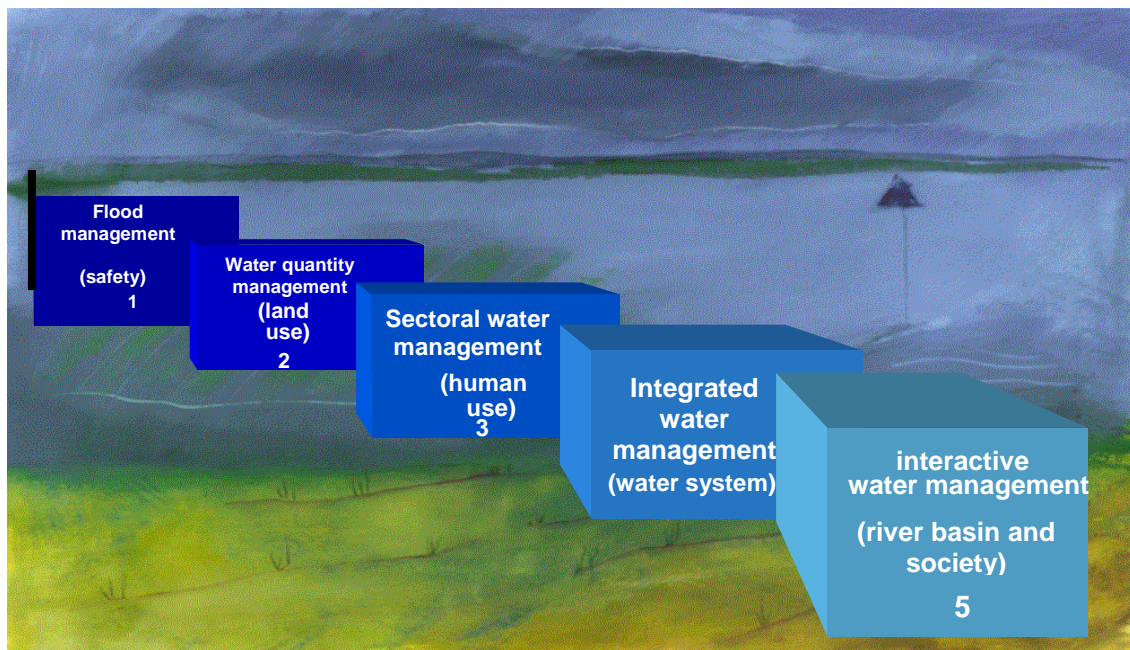 Flood
management
(safety)
1
Water quantity
management
(land
use)
2
Sectoral water
management
(human
use)
3
Integrated
water
management
(water system)
interactive
water management
(river basin and
society)
5